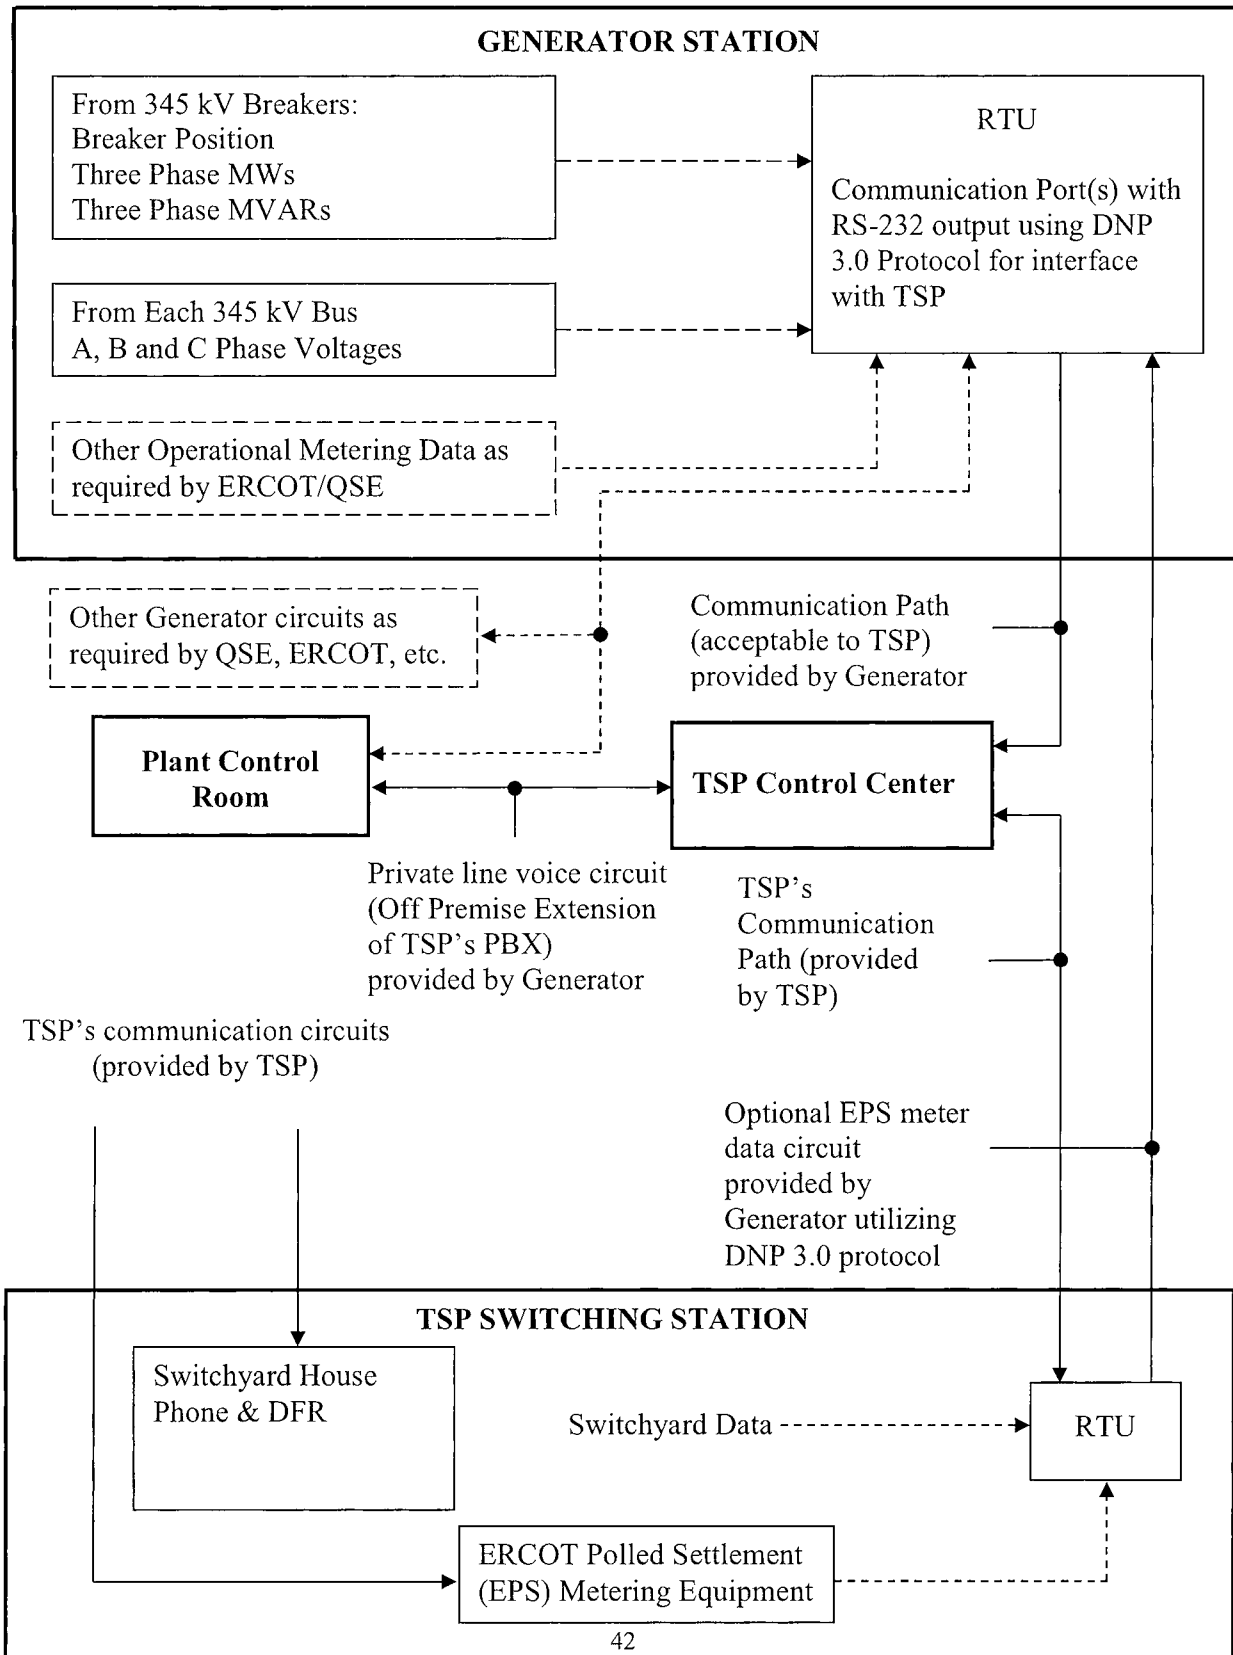 GENERATOR STATION
From 345 kV Breakers:
Breaker Position
Three Phase MWs
Three Phase MVARs
RTU
Communication Port(s) with
RS-232 output using DNP
3.0 Protocol for interface
with TSP
From Each 345 kV Bus
A, B and C Phase Voltages
Other Operational Metering Data as
required by ERCOT/QSE
Other Generator circuits as
required by QSE, ERCOT, etc.
Communication Path
(acceptable to TSP)
provided by Generator
Plant Control
Room
TSP Control Center
Private line voice circuit
(Off Premise Extension
of TSP's PBX)
provided by Generator
TSP's
Communication
Path (provided
by TSP)
TSP's communication circuits
(provided by TSP)
Optional EPS meter
data circuit
provided by
Generator utilizing
DNP 3.0 protocol
TSP SWITCHING STATION
Switchyard House
Phone & DFR
Switchyard Data
RTU
ERCOT Polled Settlement
(EPS) Metering Equipment
42